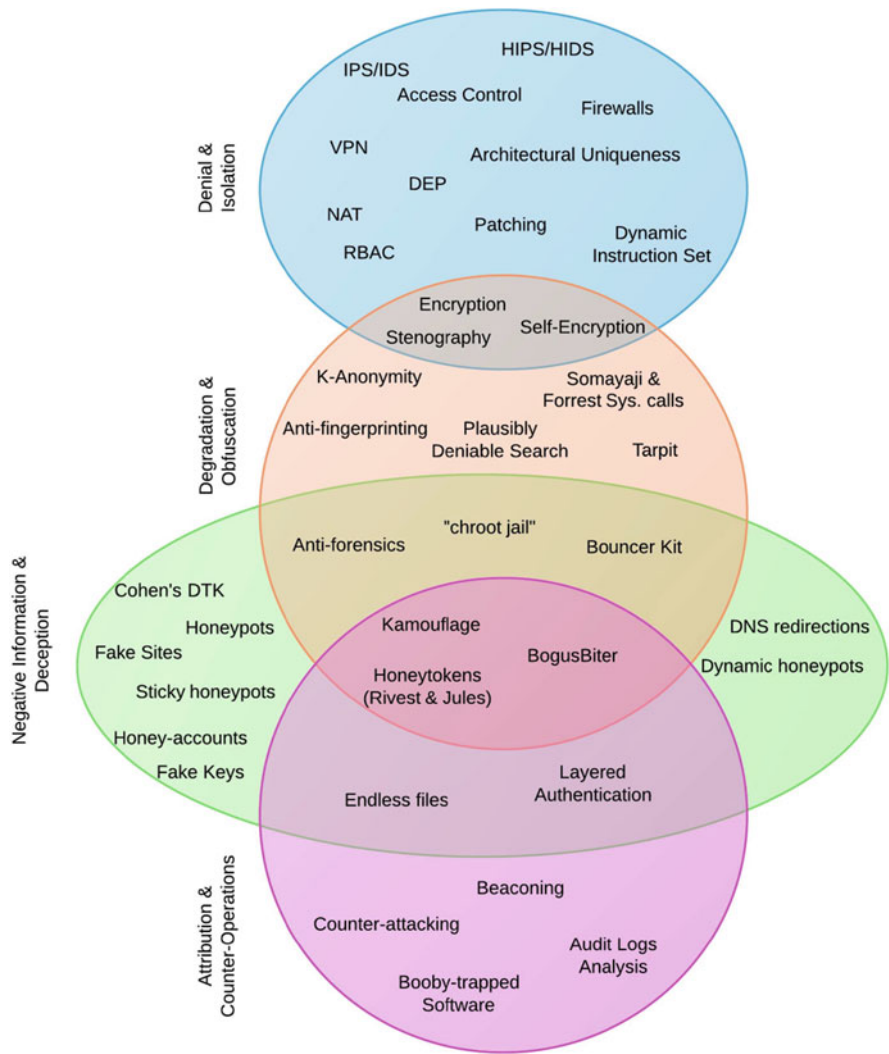 HIPS/HIDS
IPS/IDS
Access Control
Firewalls
VPN
Architectural Uniqueness
DEP
NAT
Patching
Dynamic
Instruction Set
RBAC
Denial &
Isolation
Encryption
Self-Encryption
Stenography
K-Anonymity
Somayaji &
Forrest Sys. calls
Anti-fingerprinting
Plausibly
Deniable Search
Tarpit
Degradation &
Obfuscation
"chroot jail"
Anti-forensics
Bouncer Kit
Cohen's DTK
Honeypots
Fake Sites
Sticky honeypots
Honey-accounts
Fake Keys
Kamouflage
BogusBiter
Honeytokens
(Rivest & Jules)
DNS redirections
Dynamic honeypots
Negative Information &
Deception
Endless files
Layered
Authentication
Beaconing
Counter-attacking
Audit Logs
Analysis
Booby-trapped
Software
Attribution &
Counter-Operations